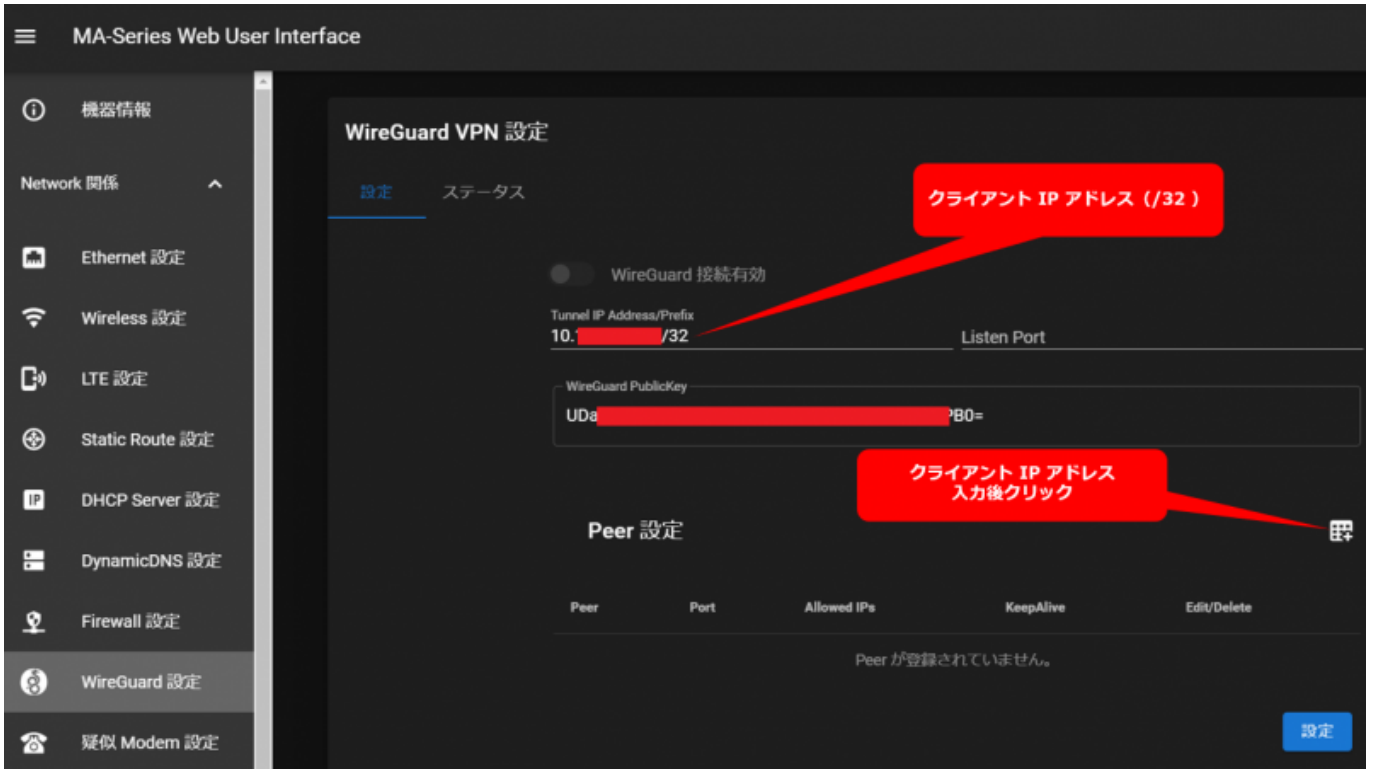 MA-Series Web User Interface
機器情報
Network 関係
Ethernet 設定
Wireless 設定
LTE 設定
Static Route 設定
IP
DHCP Server 設定
DynamicDNS 設定
Firewall 設定
WireGuard 設定
疑似 Modem 設定
WireGuard VPN 設定
設定
ステータス
クライアント IP アドレス（/32 ）
WireGuard 接続有効
Tunnel IP Address/Prefix
10. /32
Listen Port
WireGuard PublicKey
UDa PB0=
クライアント IP アドレス
入力後クリック
Peer 設定
Peer Port Allowed IPs KeepAlive Edit/Delete
Peer が登録されていません。
設定